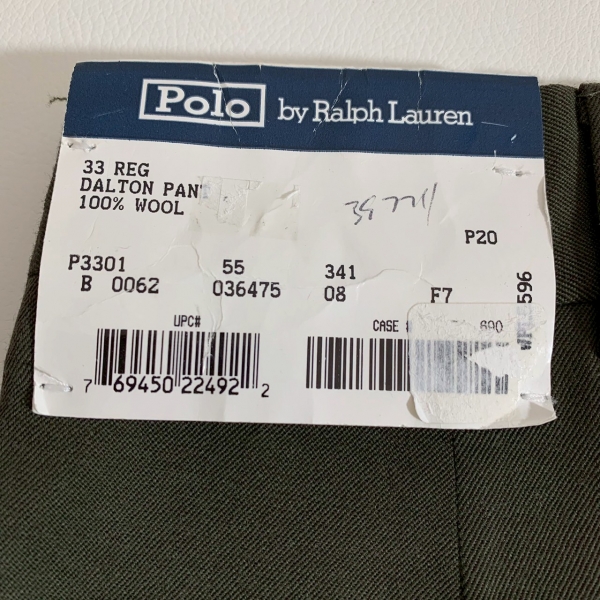 Polo by Ralph Lauren
33 REG
DALTON PANT
100% WOOL
P20
P3301 55 341
B 0062 036475 08 F7
UPC# CASE #
690
7 69450 22492 2
596